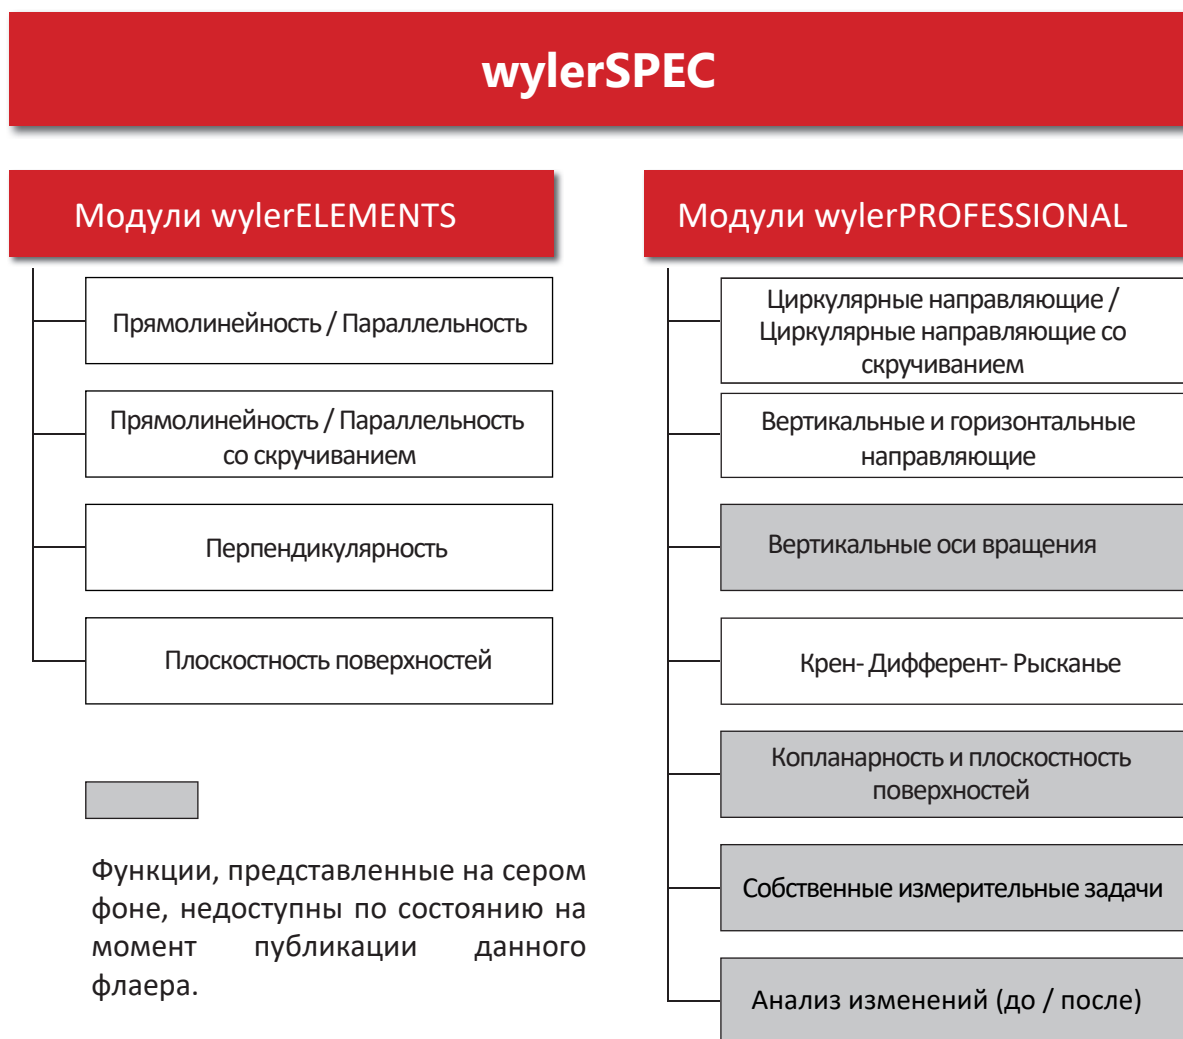 wylerSPEC
Модули wylerELEMENTS
Прямолинейность / Параллельность
Прямолинейность / Параллельность
со скручиванием
Перпендикулярность
Плоскостность поверхностей
Функции, представленные на сером
фоне, недоступны по состоянию на
момент публикации данного
флаера.
Модули wylerPROFESSIONAL
Циркулярные направляющие /
Циркулярные направляющие со
скручиванием
Вертикальные и горизонтальные
направляющие
Вертикальные оси вращения
Крен- Дифферент- Рысканье
Копланарность и плоскостность
поверхностей
Собственные измерительные задачи
Анализ изменений (до / после)